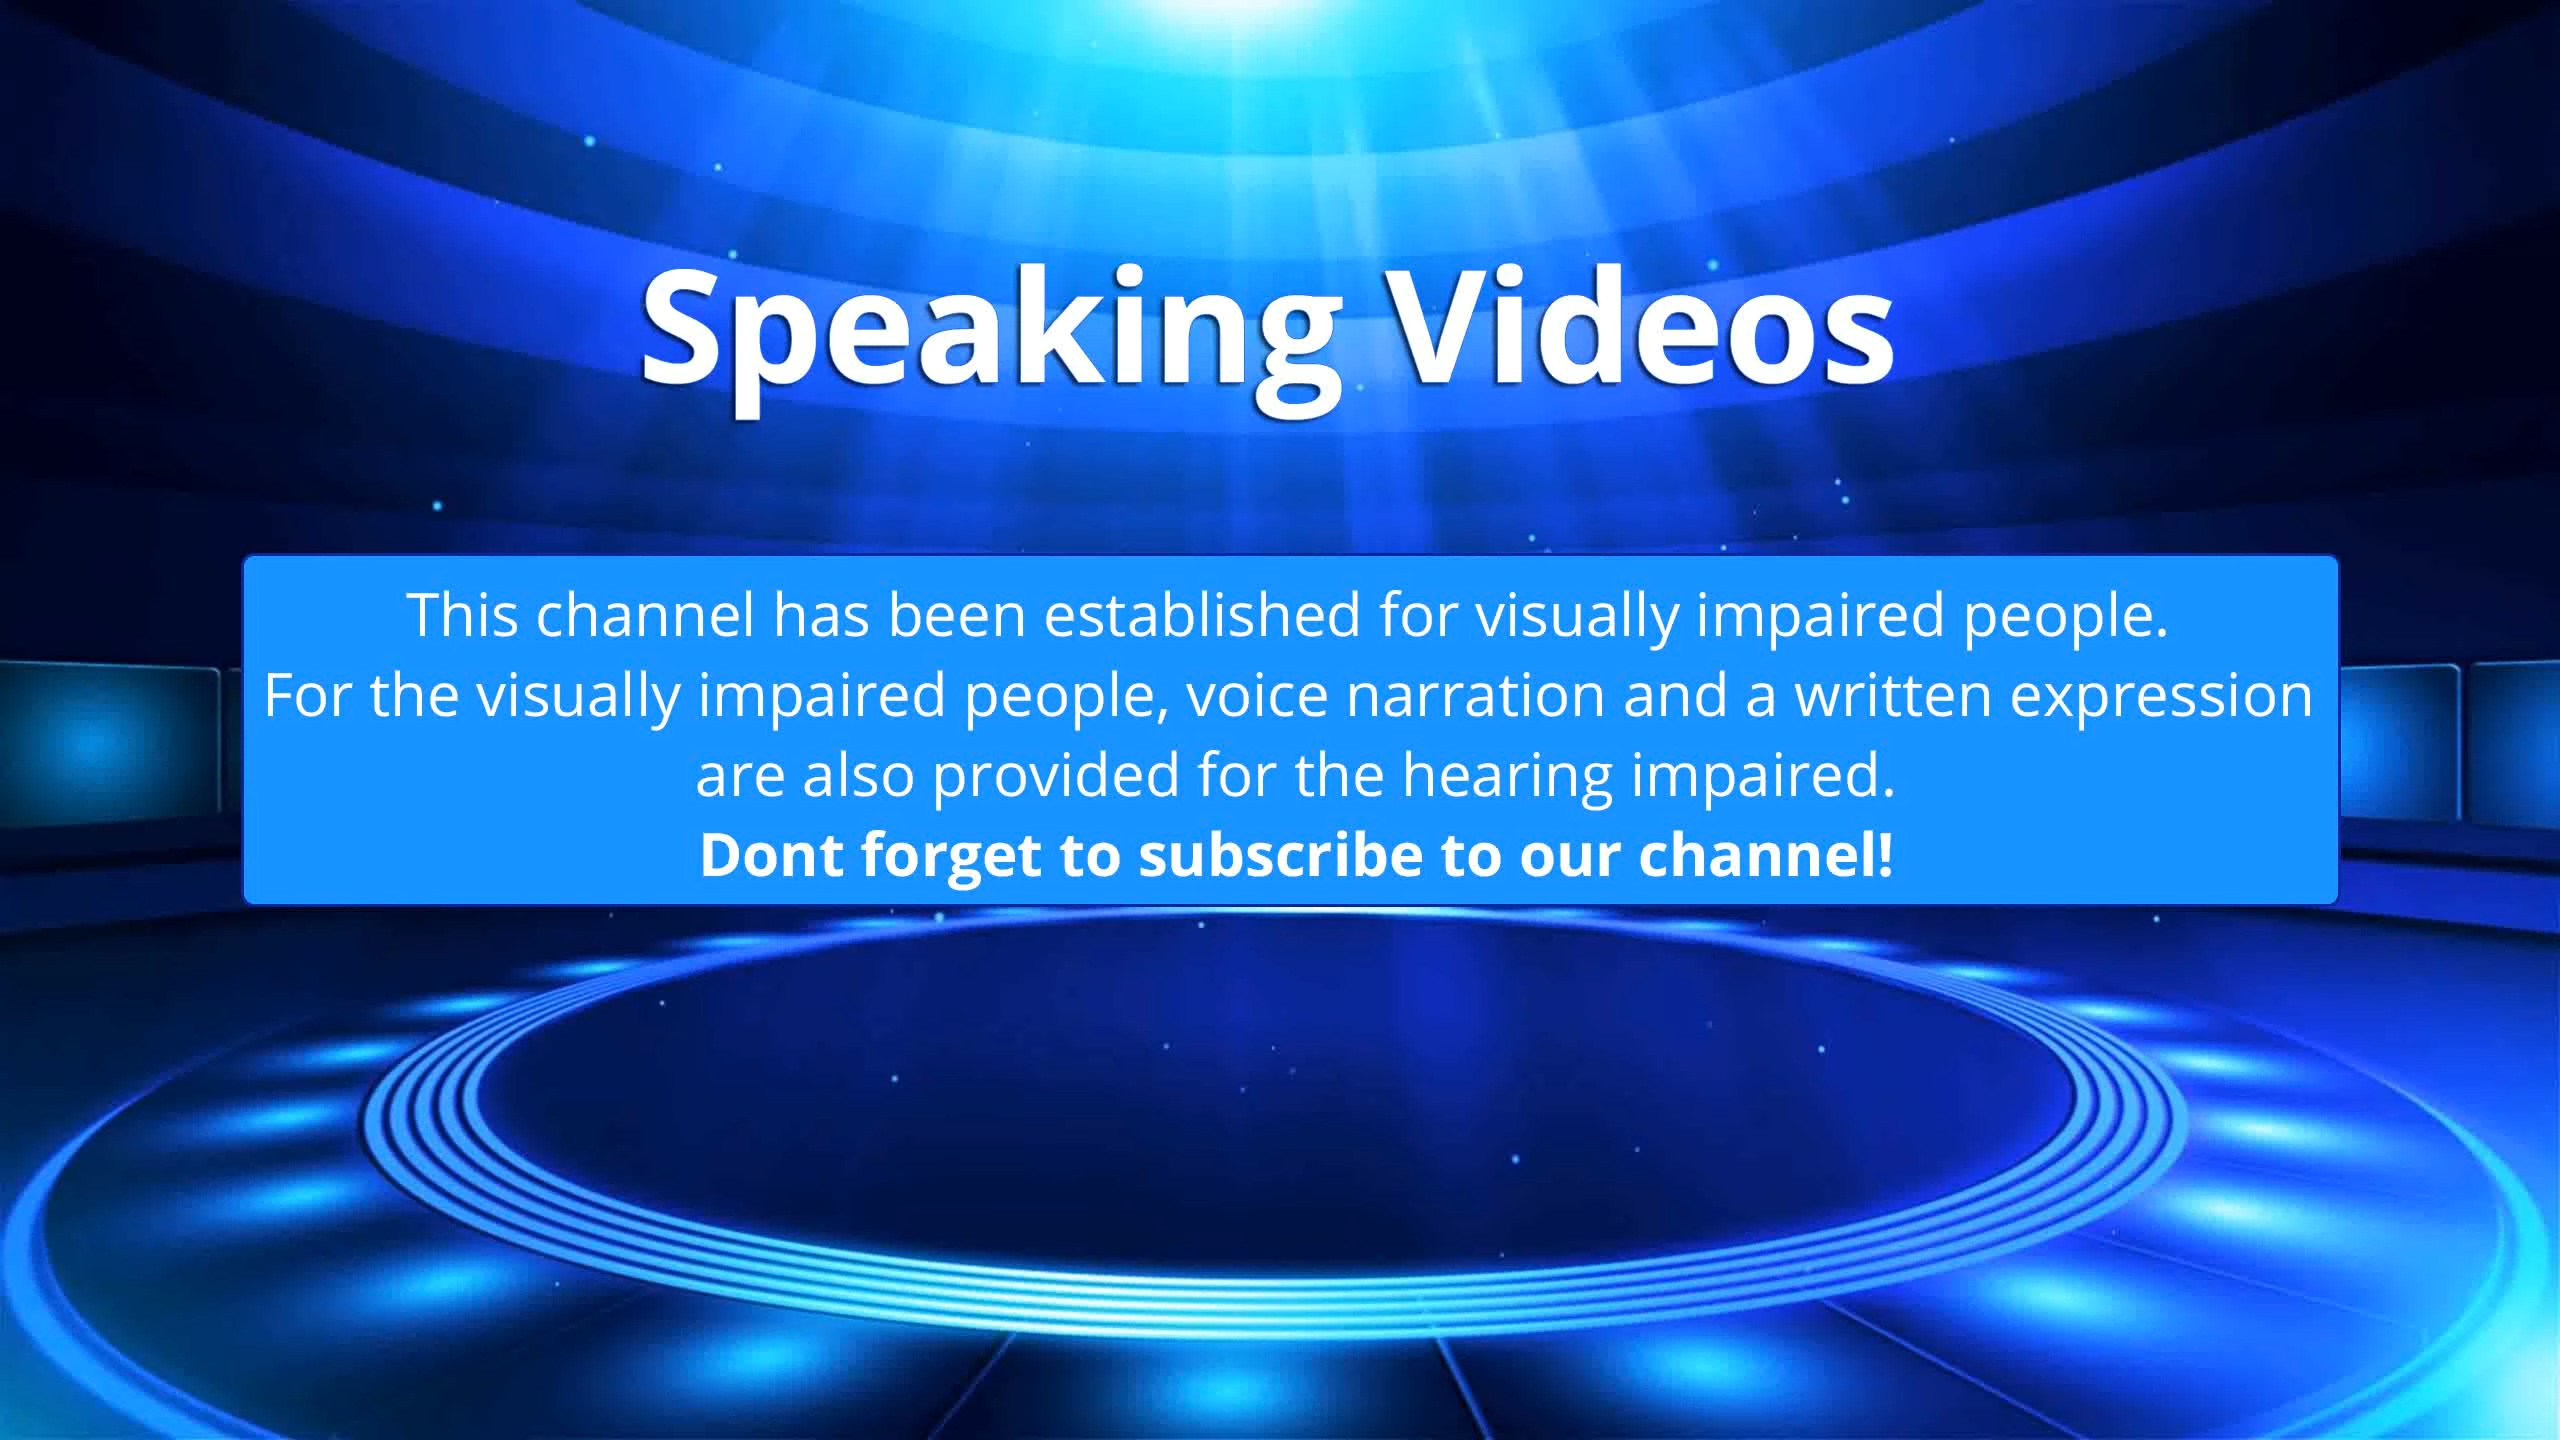 Speaking Videos
This channel has been established for visually impaired people.
For the visually impaired people, voice narration and a written expression
are also provided for the hearing impaired.
Dont forget to subscribe to our channel!